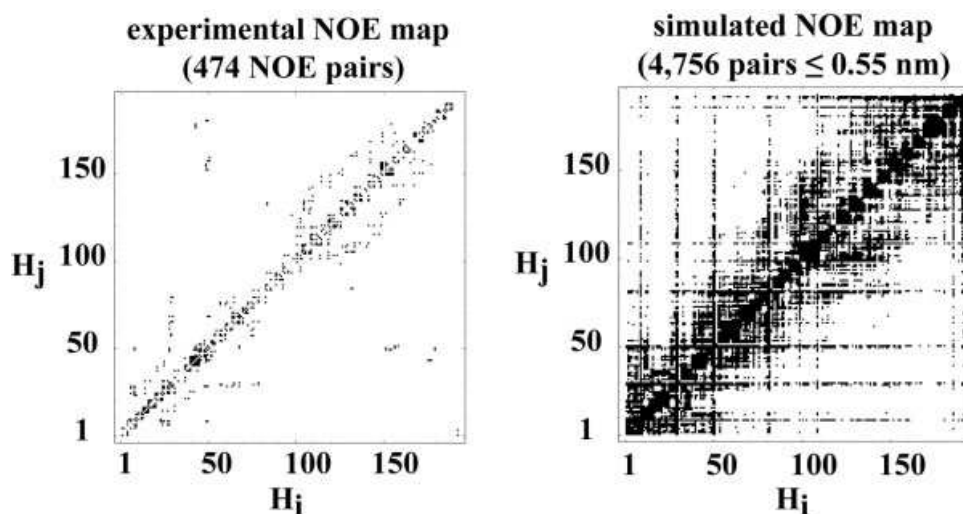 experimental NOE map
(474 NOE pairs)
simulated NOE map
(4,756 pairs ≤ 0.55 nm)
150
100
50
1
Hj
1 50 100 150
Hi
150
100
50
1
Hj
1 50 100 150
Hi